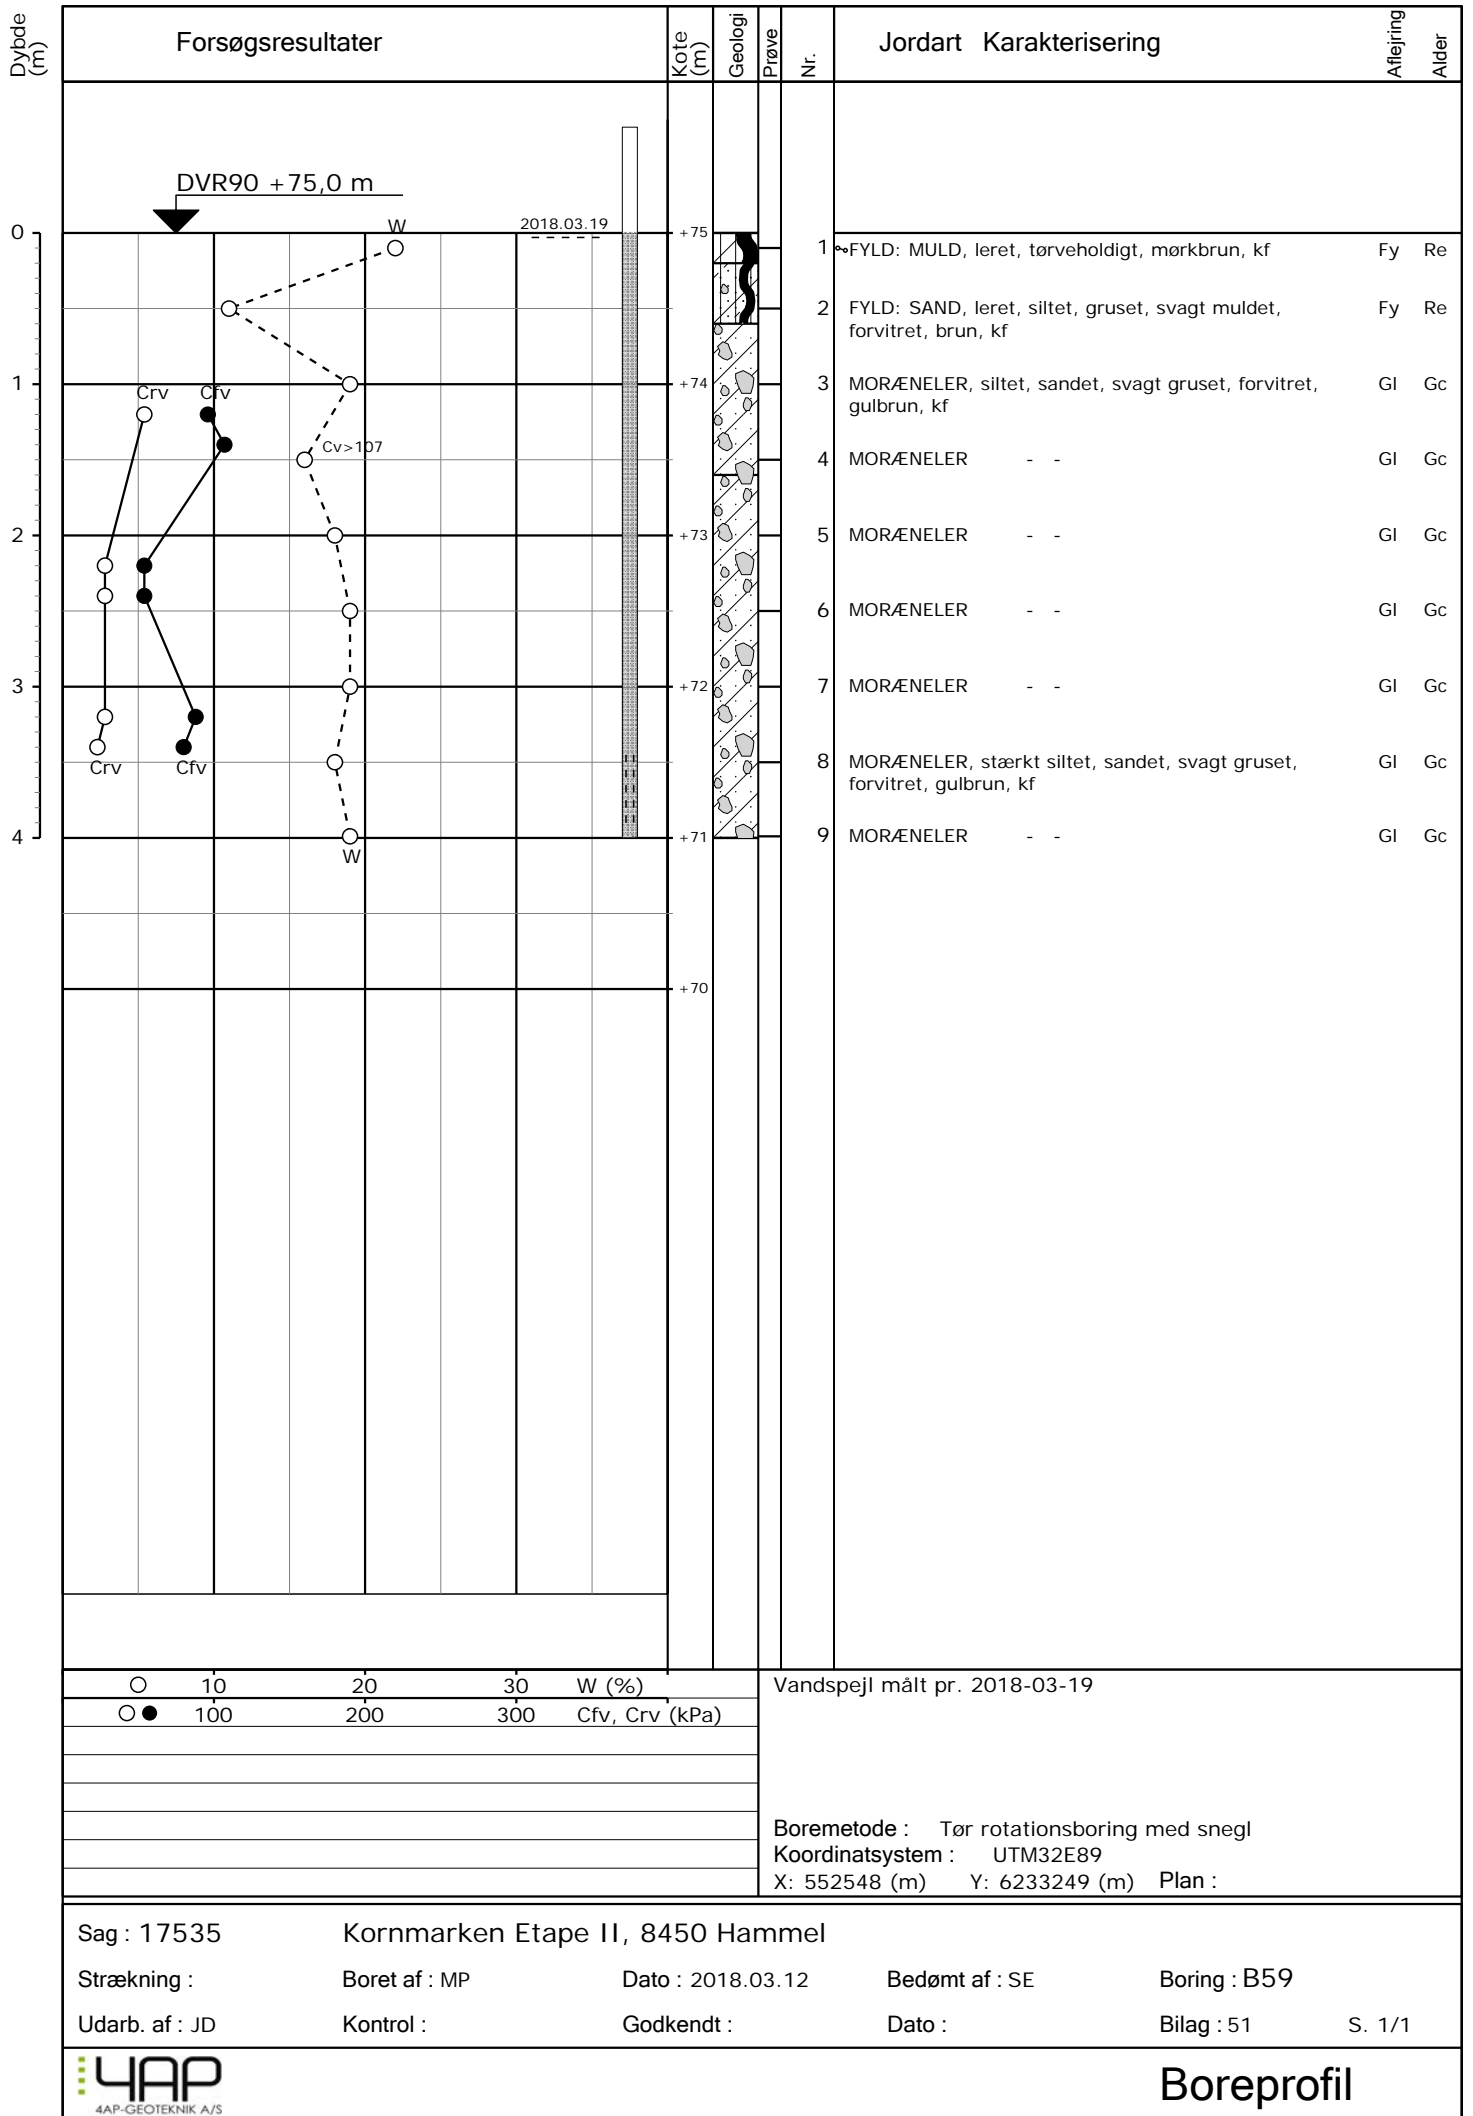 Dybde (m)
Forsøgsresultater
Kote (m)
Geologi
Prøve
Nr.
Jordart Karakterisering
Aflejring
Alder
DVR90 +75,0 m
W
2018.03.19
0
+75
1 FYLD: MULD, leret, tørveholdigt, mørkbrun, kf Fy Re
2 FYLD: SAND, leret, siltet, gruset, svagt muldet, Fy Re
forvitret, brun, kf
1
+74
3 MORÆNELER, siltet, sandet, svagt gruset, forvitret, Gl Gc
gulbrun, kf
Crv Cfv
Cv>107
4 MORÆNELER - - Gl Gc
2
+73
5 MORÆNELER - - Gl Gc
6 MORÆNELER - - Gl Gc
3
+72
7 MORÆNELER - - Gl Gc
Crv Cfv
8 MORÆNELER, stærkt siltet, sandet, svagt gruset, Gl Gc
forvitret, gulbrun, kf
4
+71
9 MORÆNELER - - Gl Gc
W
+70
10 20 30 W (%)
100 200 300 Cfv, Crv (kPa)
Vandspejl målt pr. 2018-03-19
Boremetode : Tør rotationsboring med snegl
Koordinatsystem : UTM32E89
X: 552548 (m) Y: 6233249 (m) Plan :
Sag : 17535 Kornmarken Etape II, 8450 Hammel
Strækning : Boret af : MP Dato : 2018.03.12 Bedømt af : SE Boring : B59
Udarb. af : JD Kontrol : Godkendt : Dato : Bilag : 51 S. 1/1
4AP
4AP-GEOTEKNIK A/S
Boreprofil